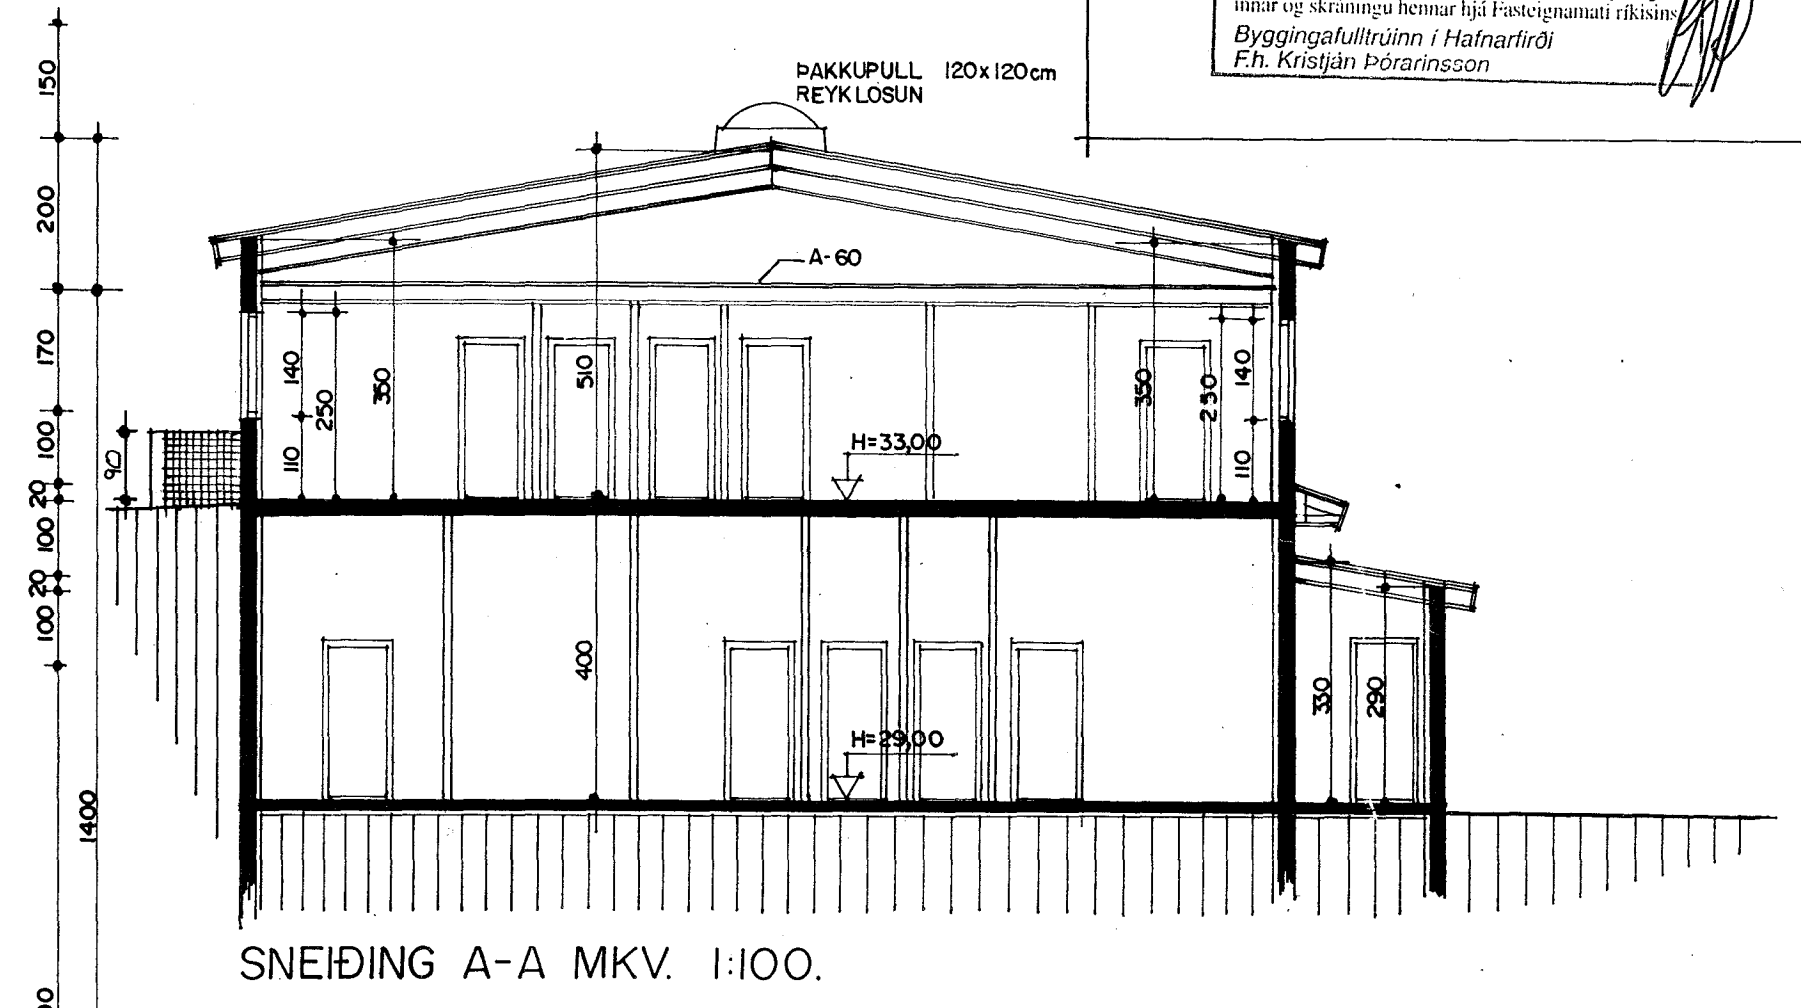 innar og skráningu hennar hjá Fasteignamati ríkisins
Byggingafulltrúinn í Hafnarfirði
F.h. Kristján Þórarinsson
ÞAKKUPULL 120x120cm
REYKLOSUN
150
200
170
100
20
100
20
100
1400
90
A-60
140
250
350
110
510
350
250
140
110
H=33,00
400
H=29,00
330
290
SNEIÐING A-A MKV. 1:100.